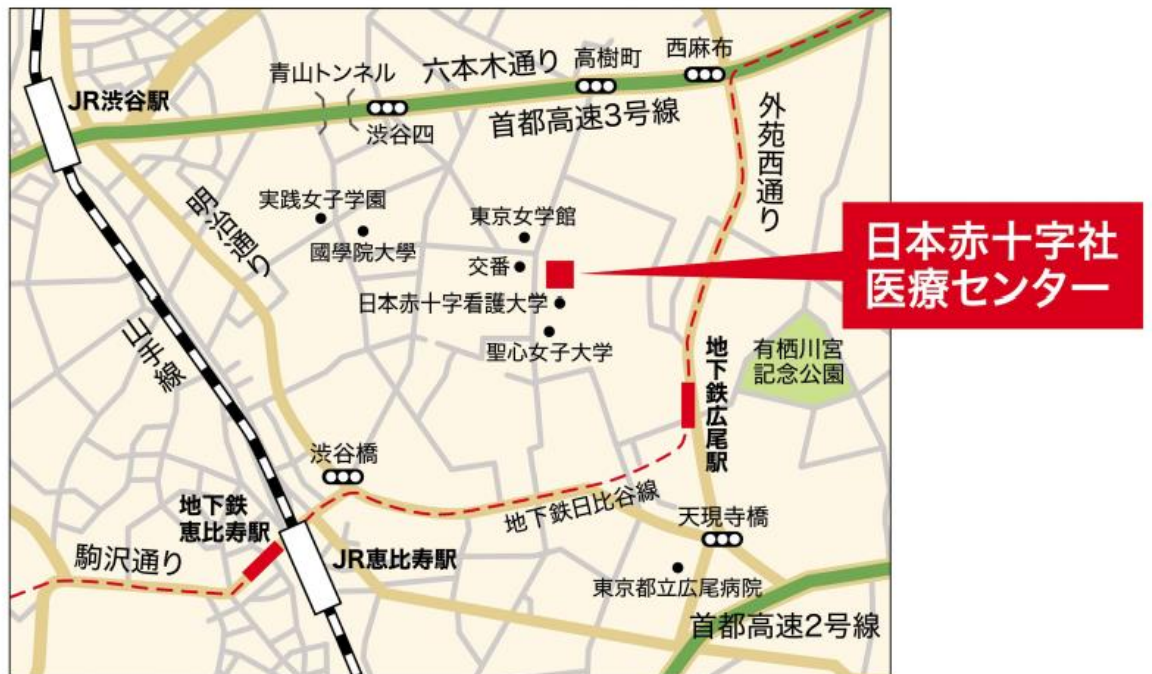 西麻布
高樹町
六本木通り
青山トンネル
JR渋谷駅
首都高速3号線
渋谷四
外苑西通り
実践女子学園
明治通り
東京女学館
國學院大學
交番
日本赤十字社
医療センター
日本赤十字看護大学
山手線
聖心女子大学
地下鉄広尾駅
有栖川宮
記念公園
渋谷橋
地下鉄
恵比寿駅
地下鉄日比谷線
天現寺橋
駒沢通り
JR恵比寿駅
東京都立広尾病院
首都高速2号線